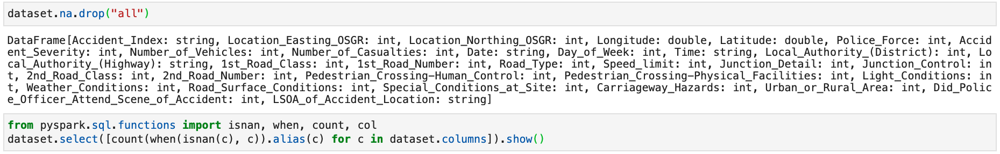 dataset.na.drop("all")
DataFrame[Accident_Index: string, Location_Easting_OSGR: int, Location_Northing_OSGR: int, Longitude: double, Latitude: double, Police_Force: int, Accid
ent_Severity: int, Number_of_Vehicles: int, Number_of_Casualties: int, Date: string, Day_of_Week: int, Time: string, Local_Authority_(District): int, Lo
cal_Authority_(Highway): string, 1st_Road_Class: int, 1st_Road_Number: int, Road_Type: int, Speed_limit: int, Junction_Detail: int, Junction_Control: in
t, 2nd_Road_Class: int, 2nd_Road_Number: int, Pedestrian_Crossing-Human_Control: int, Pedestrian_Crossing-Physical_Facilities: int, Light_Conditions: in
t, Weather_Conditions: int, Road_Surface_Conditions: int, Special_Conditions_at_Site: int, Carriageway_Hazards: int, Urban_or_Rural_Area: int, Did_Polic
e_Officer_Attend_Scene_of_Accident: int, LSOA_of_Accident_Location: string]
from pyspark.sql.functions import isnan, when, count, col
dataset.select([count(when(isnan(c), c)).alias(c) for c in dataset.columns]).show()